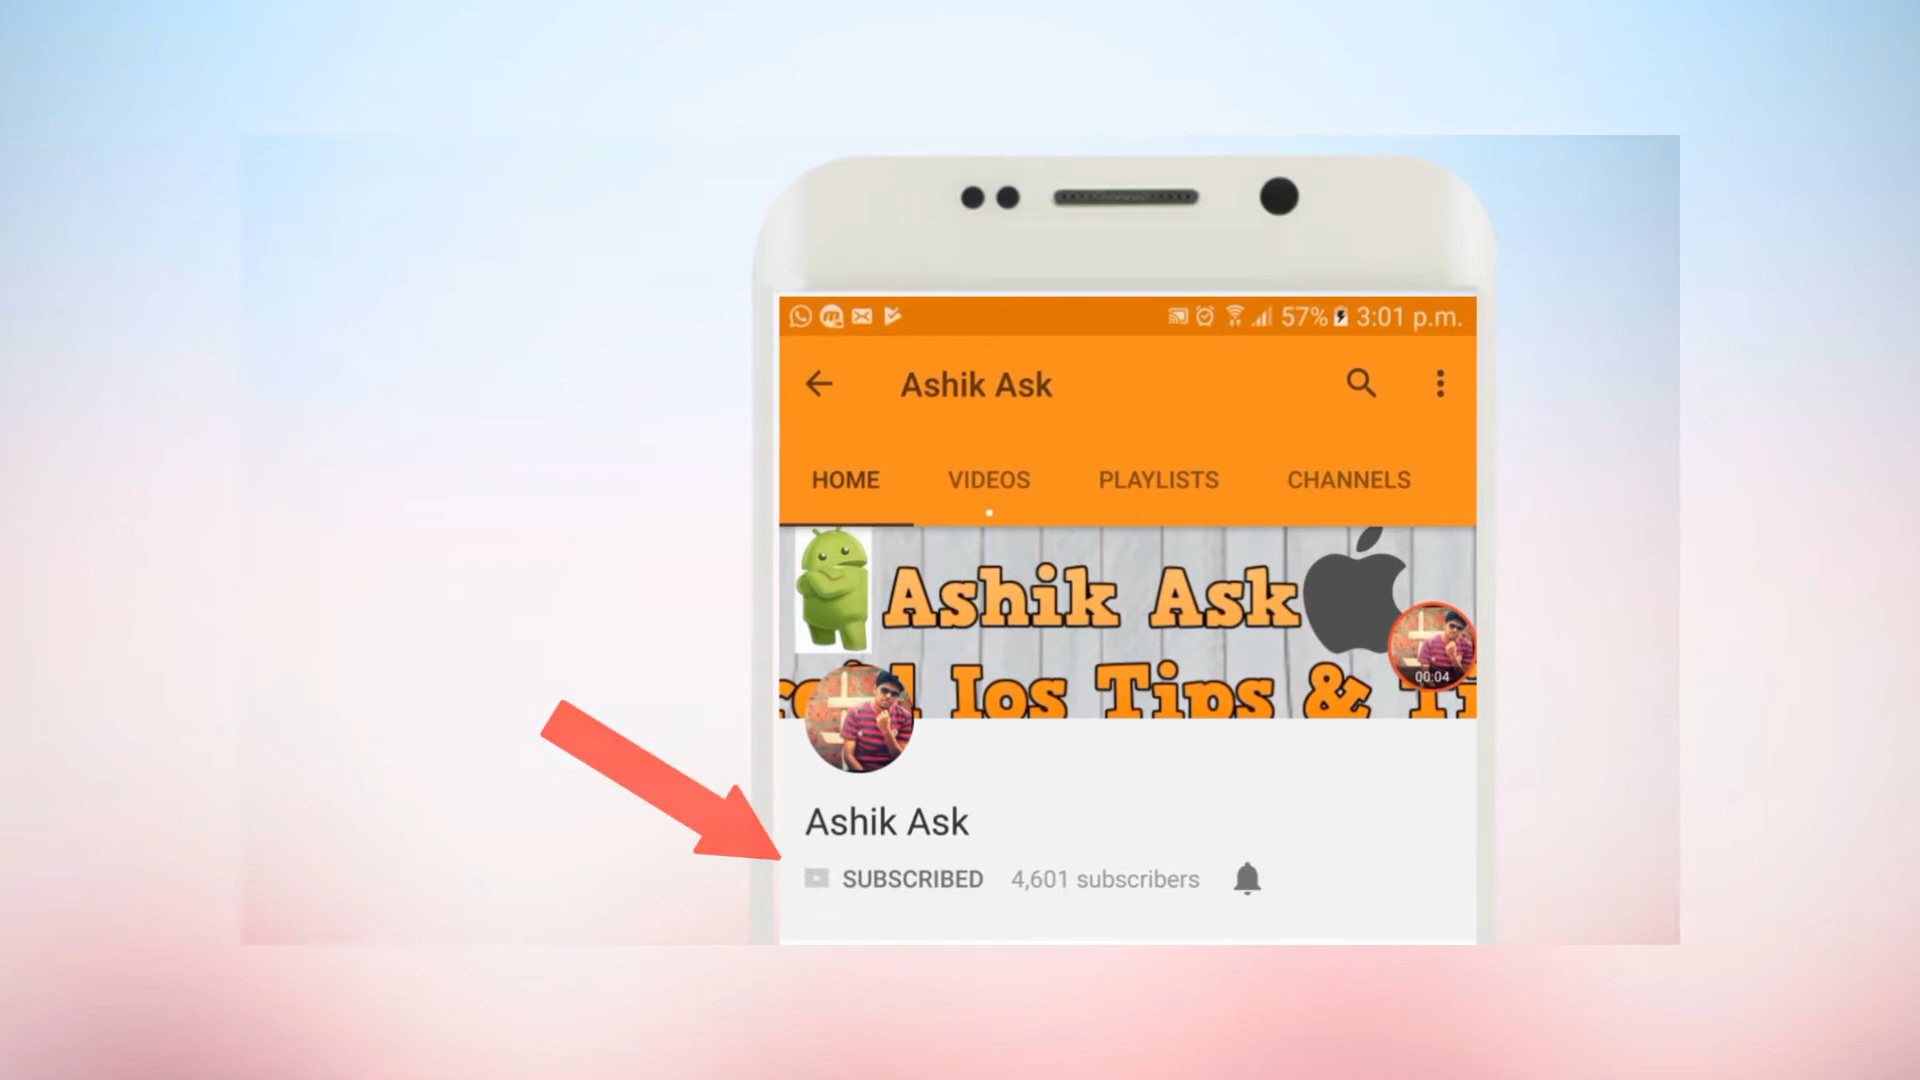 57% 3:01 p.m.
Ashik Ask
HOME VIDEOS PLAYLISTS CHANNELS
Ashik Ask
Ios Tips &
00:04
Ashik Ask
SUBSCRIBED 4,601 subscribers